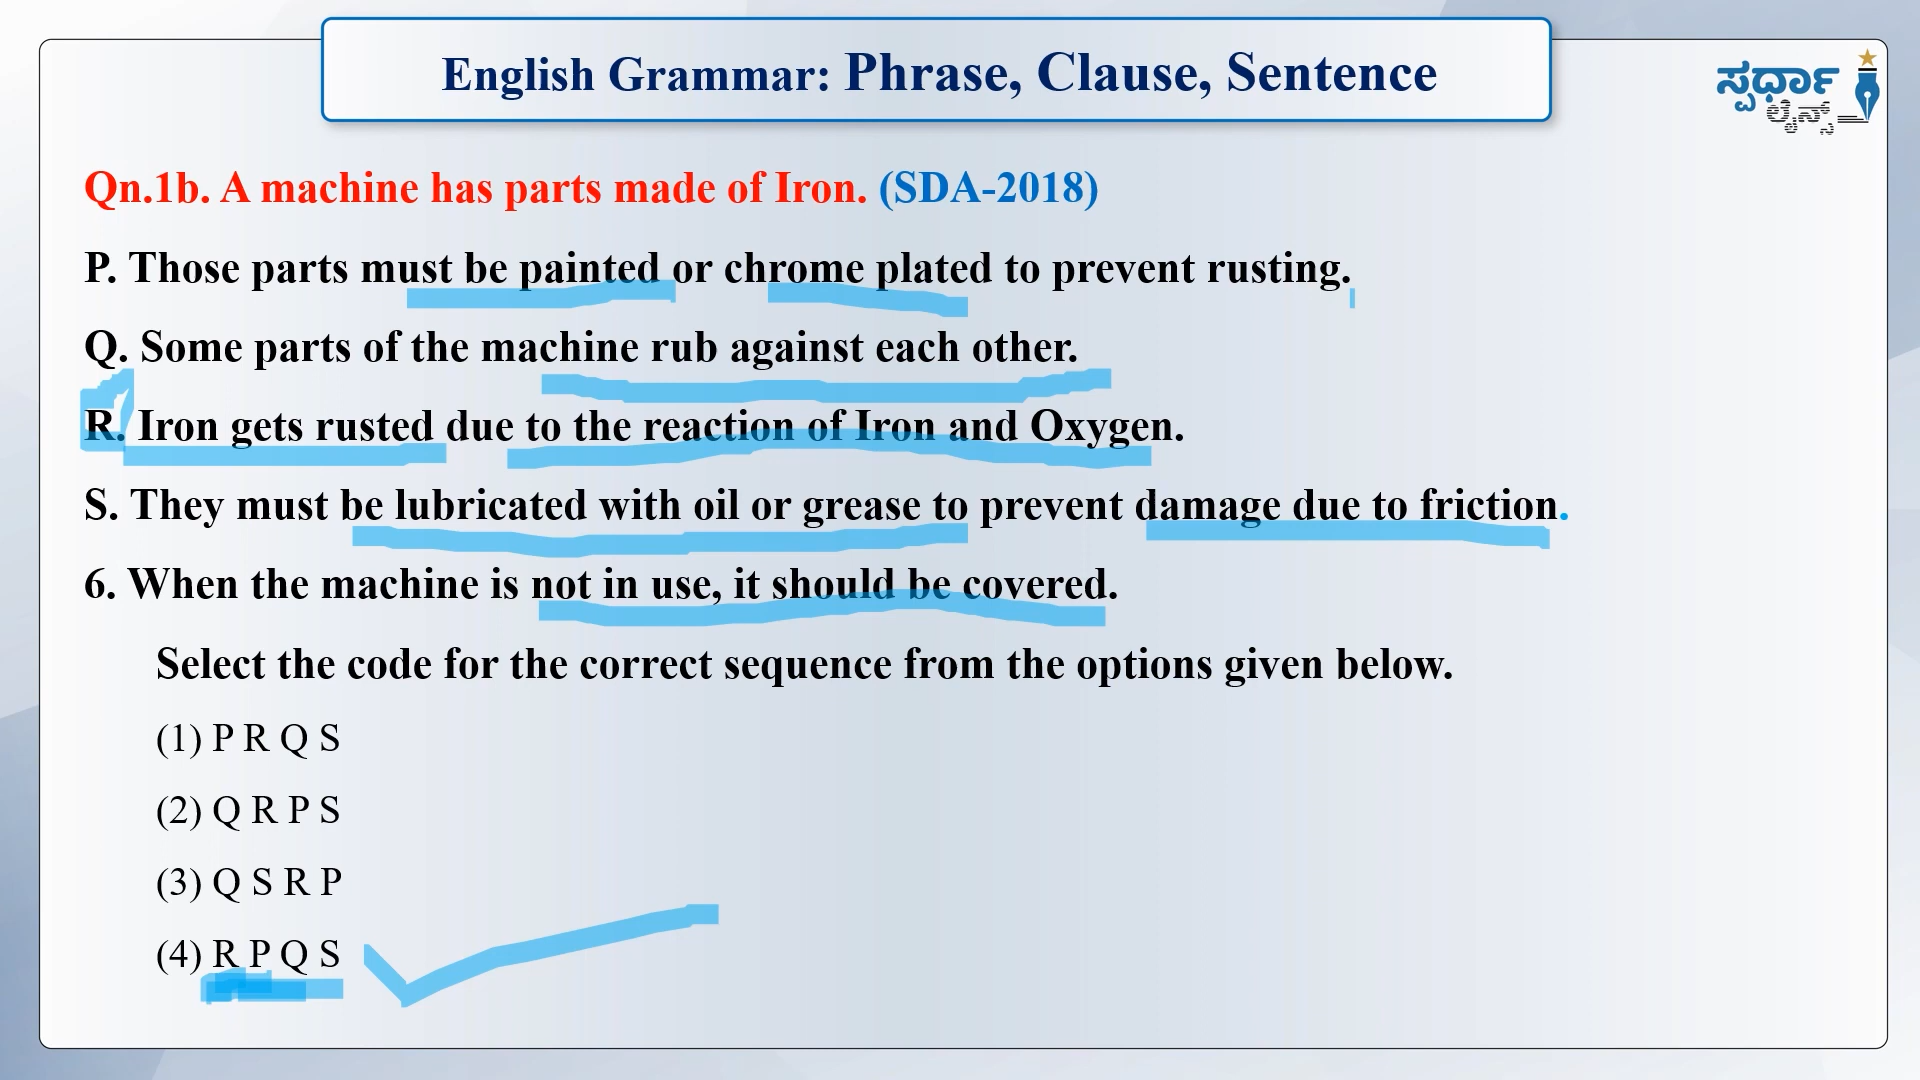 English Grammar: Phrase, Clause, Sentence
ಸ್ಪರ್ಧಾ
ಲೈನ್ಸ್
Qn.1b. A machine has parts made of Iron. (SDA-2018)
P. Those parts must be painted or chrome plated to prevent rusting.
Q. Some parts of the machine rub against each other.
R. Iron gets rusted due to the reaction of Iron and Oxygen.
S. They must be lubricated with oil or grease to prevent damage due to friction.
6. When the machine is not in use, it should be covered.
Select the code for the correct sequence from the options given below.
(1) P R Q S
(2) Q R P S
(3) Q S R P
(4) R P Q S